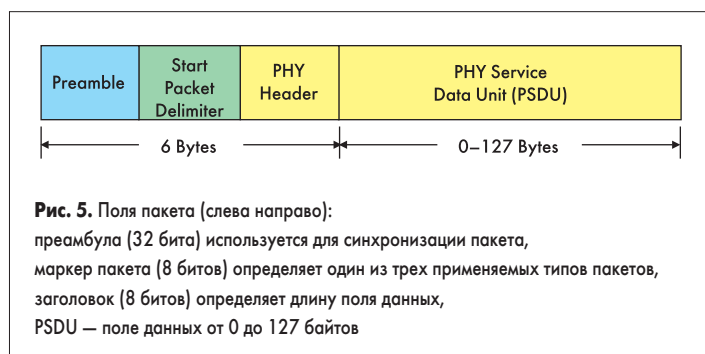 Preamble
Start
Packet
Delimiter
PHY
Header
PHY Service
Data Unit (PSDU)
6 Bytes
0–127 Bytes
Рис. 5. Поля пакета (слева направо):
преамбула (32 бита) используется для синхронизации пакета,
маркер пакета (8 битов) определяет один из трех применяемых типов пакетов,
заголовок (8 битов) определяет длину поля данных,
PSDU — поле данных от 0 до 127 байтов